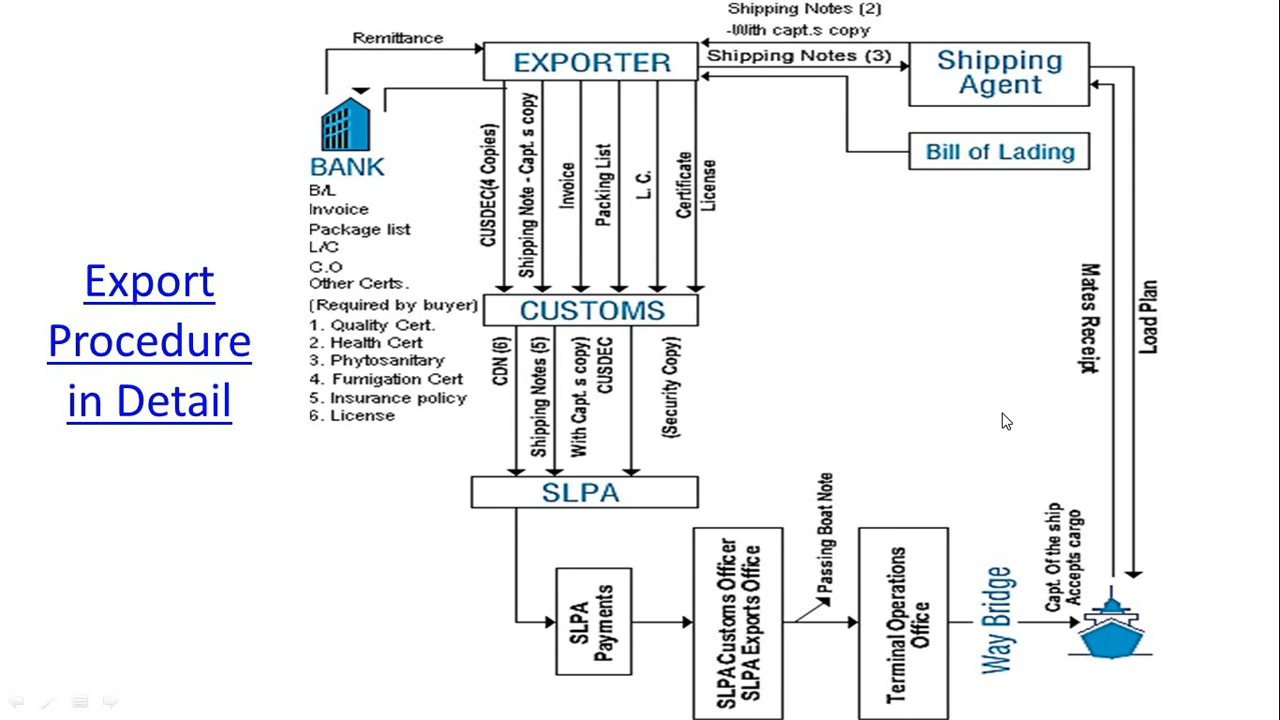 Export
Procedure
in Detail
Shipping Notes (2)
-With capt.s copy
Remittance
EXPORTER
Shipping Notes (3)
Shipping
Agent
Bill of Lading
BANK
B/L
Invoice
Package list
L/C
C.O
Other Certs.
(Required by buyer)
1. Quality Cert.
2. Health Cert
3. Phytosanitary
4. Fumigation Cert
5. Insurance policy
6. License
CUSDEC(4 Copies)
Shipping Note - Capt. s copy
Invoice
Packing List
L. C.
Certificate
License
CUSTOMS
CDN (6)
Shipping Notes (5)
With Capt. s copy)
CUSDEC
(Security Copy)
SLPA
SLPA
Payments
SLPA Customs Officer
SLPA Exports Office
Passing Boat Note
Terminal Operations
Office
Way Bridge
Capt. Of the ship
Accepts cargo
Mates Receipt
Load Plan